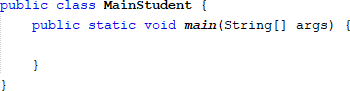 public class MainStudent {
    public static void main(String[] args) {

    }
}